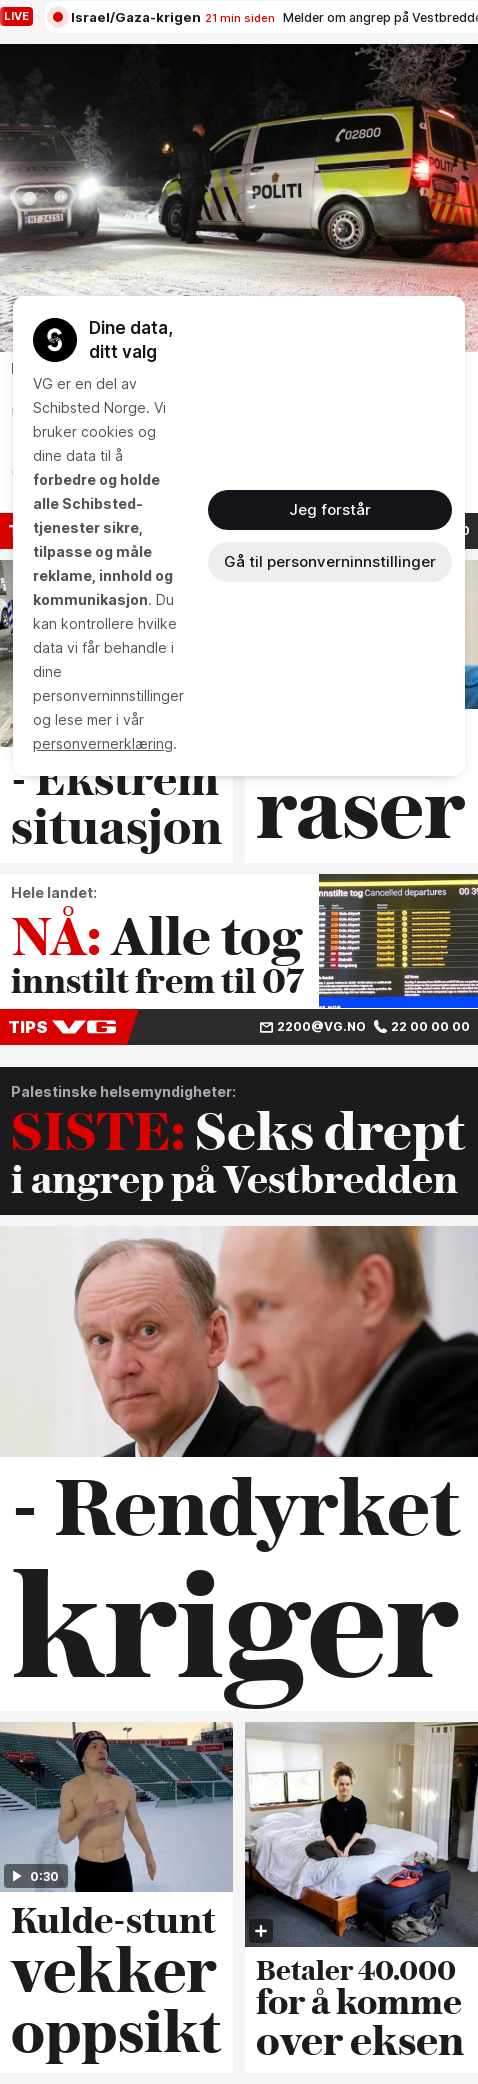 LIVE
Israel/Gaza-krigen 21 min siden Melder om angrep på Vestbredde
POLITI
02800
POLITI
Dine data,
ditt valg
VG er en del av
Schibsted Norge. Vi
bruker cookies og
dine data til å
forbedre og holde
alle Schibsted-
tjenester sikre,
tilpasse og måle
reklame, innhold og
kommunikasjon. Du
kan kontrollere hvilke
data vi får behandle i
dine
personverninnstillinger
og lese mer i vår
personvernerklæring.
Jeg forstår
Gå til personverninnstillinger
- Ekstrem
situasjon
raser
Hele landet:
NÅ: Alle tog
innstilt frem til 07
Innstilte tog Cancelled departures
TIPS VG
2200@VG.NO 22 00 00 00
Palestinske helsemyndigheter:
SISTE: Seks drept
i angrep på Vestbredden
- Rendyrket
kriger
0:30
Kulde-stunt
vekker
oppsikt
Betaler 40.000
for å komme
over eksen